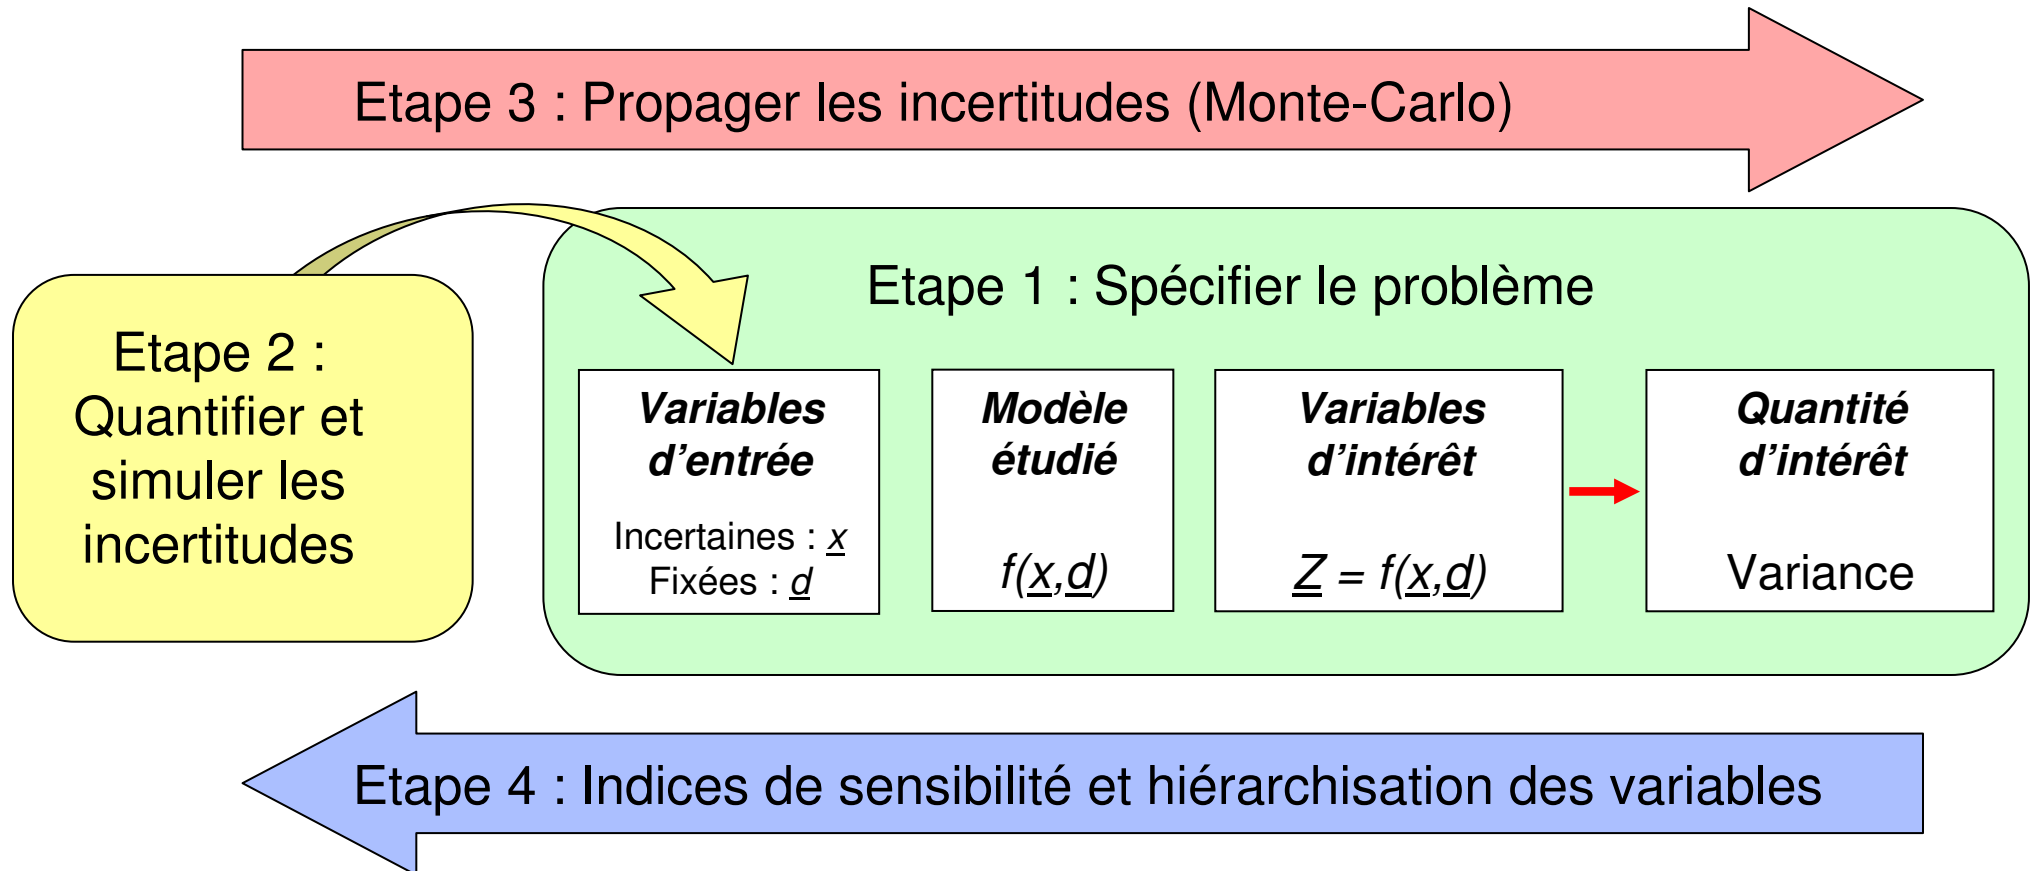 Etape 3 : Propager les incertitudes (Monte-Carlo)
Etape 1 : Spécifier le problème
Etape 2 :
Quantifier et
simuler les
incertitudes
Variables
d’entrée
Incertaines : x
Fixées : d
Modèle
étudié
f(x,d)
Variables
d’intérêt
Z = f(x,d)
Quantité
d’intérêt
Variance
Etape 4 : Indices de sensibilité et hiérarchisation des variables